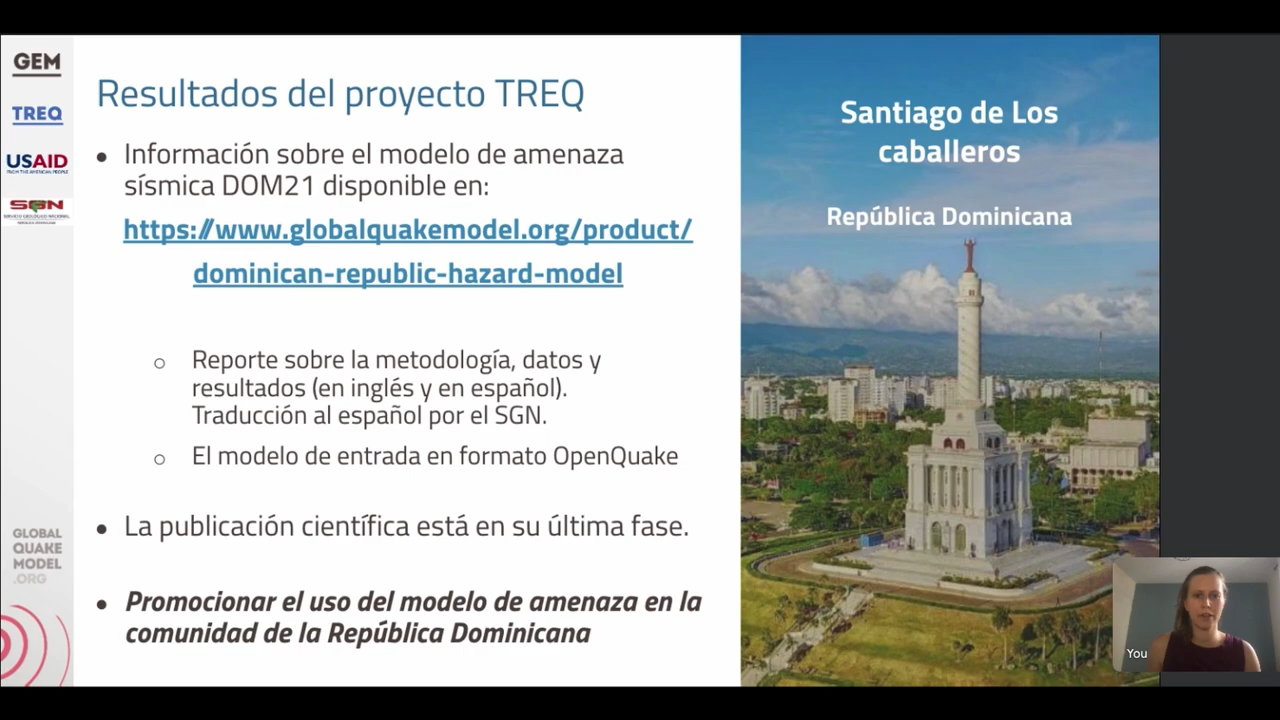 GEM
TREQ
USAID
FROM THE AMERICAN PEOPLE
SGN
SERVICIO GEOLÓGICO NACIONAL
REPÚBLICA DOMINICANA
GLOBAL
QUAKE
MODEL
.ORG
Resultados del proyecto TREQ
• Información sobre el modelo de amenaza
sísmica DOM21 disponible en:
https://www.globalquakemodel.org/product/
dominican-republic-hazard-model
○ Reporte sobre la metodología, datos y
resultados (en inglés y en español).
Traducción al español por el SGN.
○ El modelo de entrada en formato OpenQuake
• La publicación científica está en su última fase.
• Promocionar el uso del modelo de amenaza en la
comunidad de la República Dominicana
Santiago de Los
caballeros
República Dominicana
You